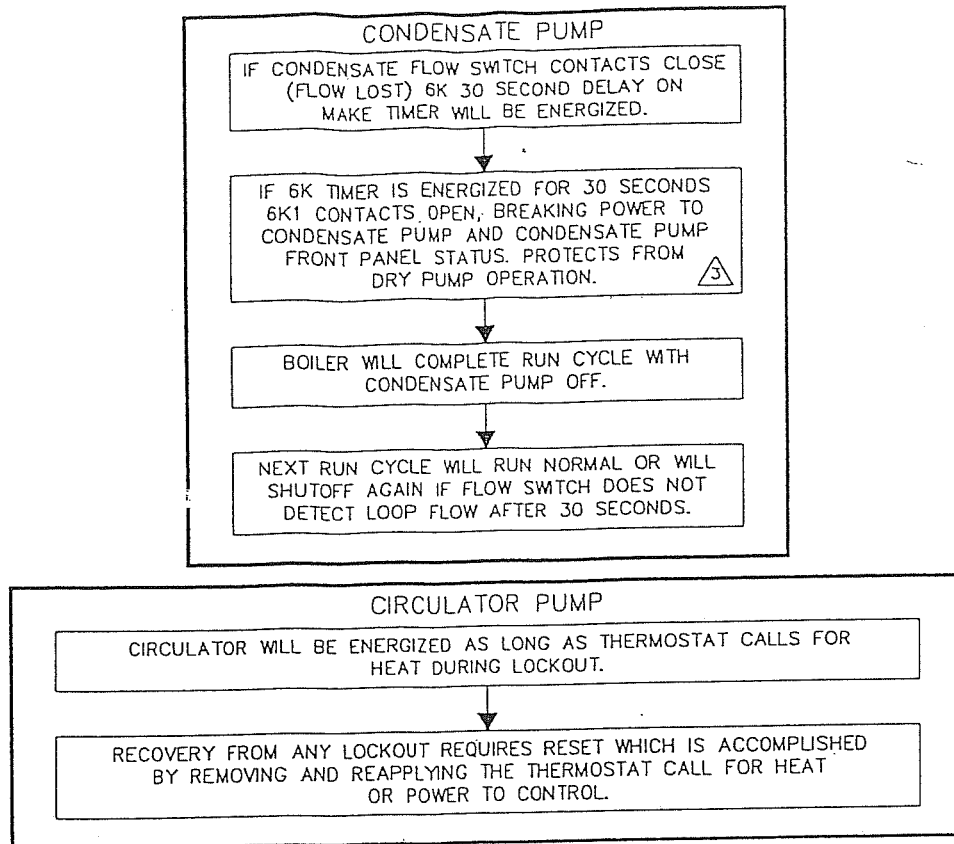 CONDENSATE PUMP
IF CONDENSATE FLOW SWITCH CONTACTS CLOSE
(FLOW LOST) 6K 30 SECOND DELAY ON
MAKE TIMER WILL BE ENERGIZED.
IF 6K TIMER IS ENERGIZED FOR 30 SECONDS
6K1 CONTACTS OPEN, BREAKING POWER TO
CONDENSATE PUMP AND CONDENSATE PUMP
FRONT PANEL STATUS. PROTECTS FROM
DRY PUMP OPERATION.
3
BOILER WILL COMPLETE RUN CYCLE WITH
CONDENSATE PUMP OFF.
NEXT RUN CYCLE WILL RUN NORMAL OR WILL
SHUTOFF AGAIN IF FLOW SWITCH DOES NOT
DETECT LOOP FLOW AFTER 30 SECONDS.
CIRCULATOR PUMP
CIRCULATOR WILL BE ENERGIZED AS LONG AS THERMOSTAT CALLS FOR
HEAT DURING LOCKOUT.
RECOVERY FROM ANY LOCKOUT REQUIRES RESET WHICH IS ACCOMPLISHED
BY REMOVING AND REAPPLYING THE THERMOSTAT CALL FOR HEAT
OR POWER TO CONTROL.